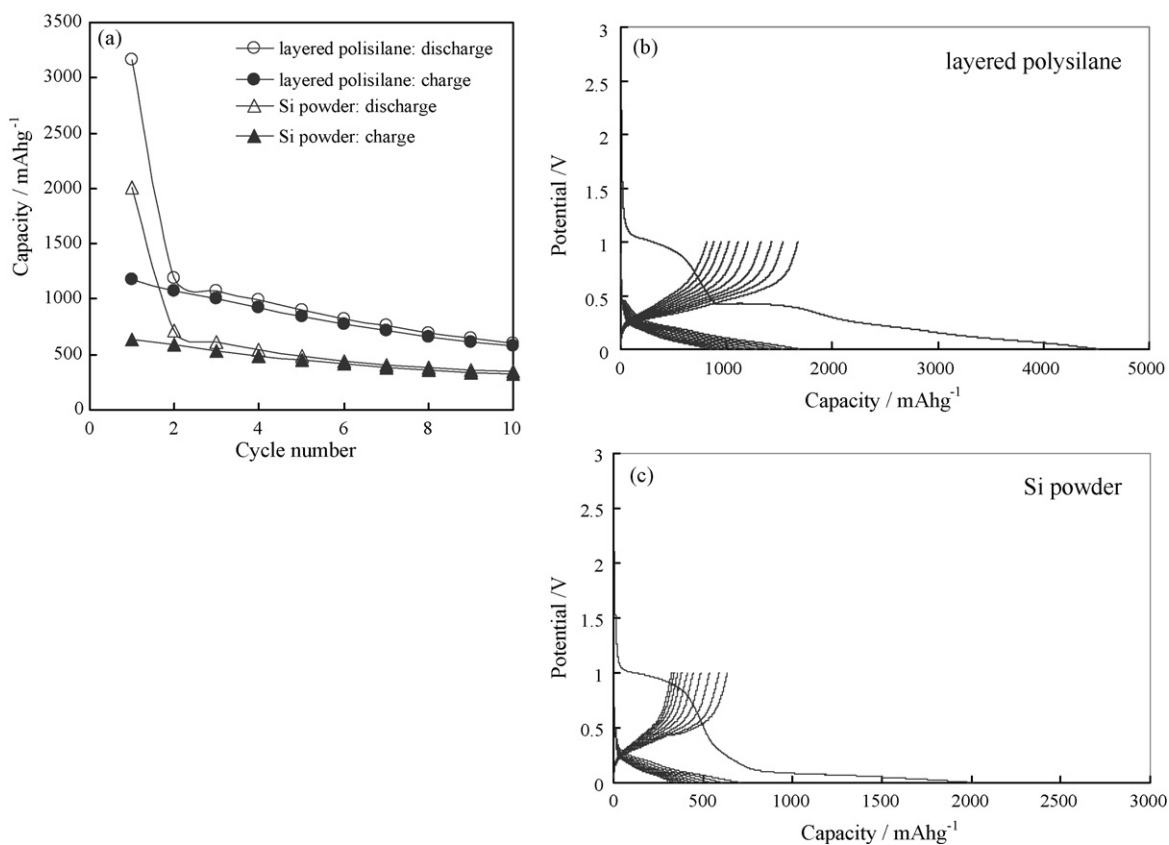 (a)
layered polisilane: discharge
layered polisilane: charge
Si powder: discharge
Si powder: charge
3500
3000
2500
2000
1500
1000
500
0
Capacity / mAhg⁻¹
0
2
4
6
8
10
Cycle number
(b)
layered polysilane
3
2.5
2
1.5
1
0.5
0
Potential /V
0
1000
2000
3000
4000
5000
Capacity / mAhg⁻¹
(c)
Si powder
3
2.5
2
1.5
1
0.5
0
Potential /V
0
500
1000
1500
2000
2500
3000
Capacity / mAhg⁻¹